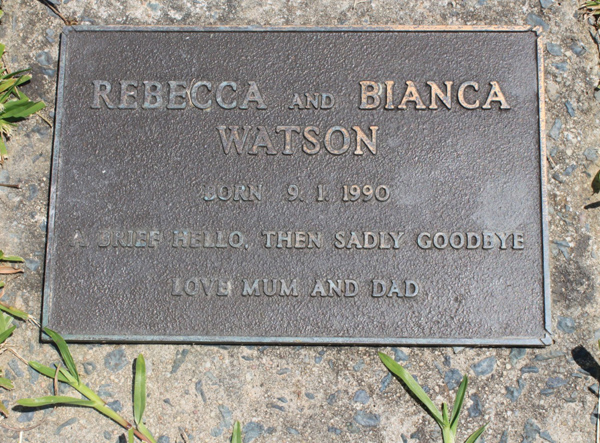 REBECCA AND BIANCA
WATSON
BORN 9. 1. 1990
A BRIEF HELLO, THEN SADLY GOODBYE
LOVE MUM AND DAD